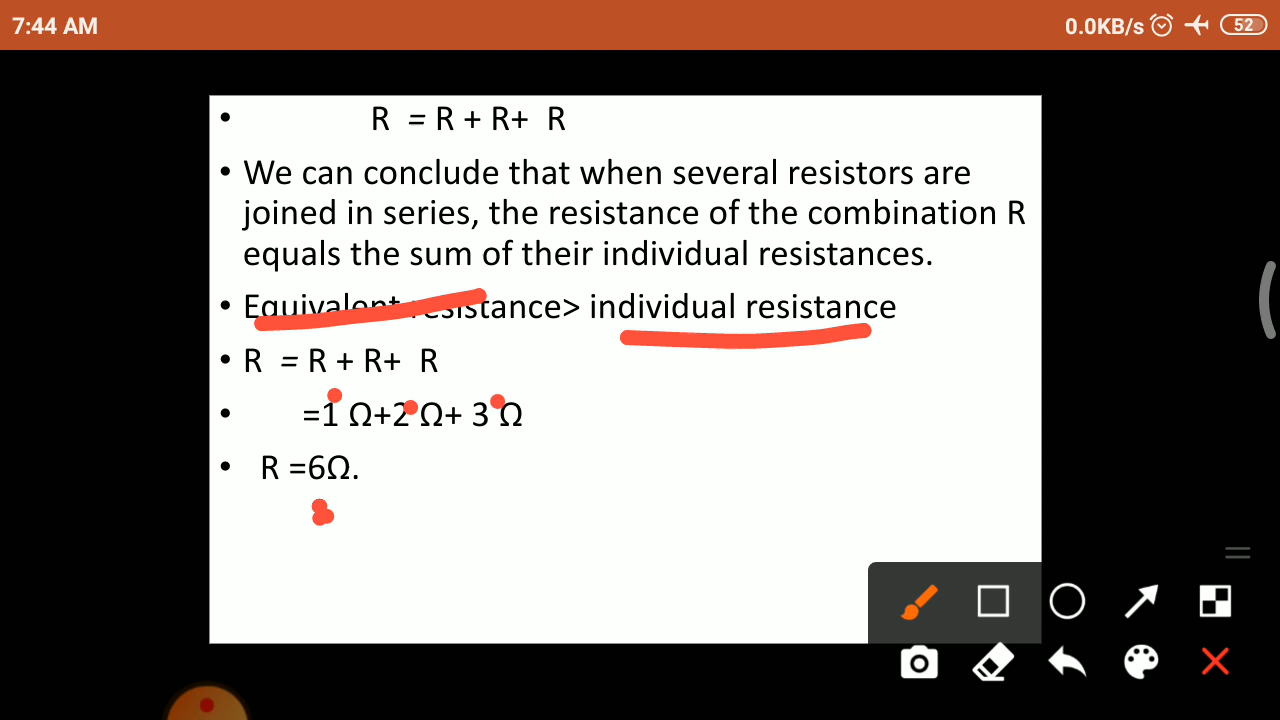 7:44 AM
0.0KB/s
52
• R = R + R+ R
• We can conclude that when several resistors are
joined in series, the resistance of the combination R
equals the sum of their individual resistances.
• Equivalent resistance> individual resistance
• R = R + R+ R
• =1 Ω+2 Ω+ 3 Ω
• R =6Ω.